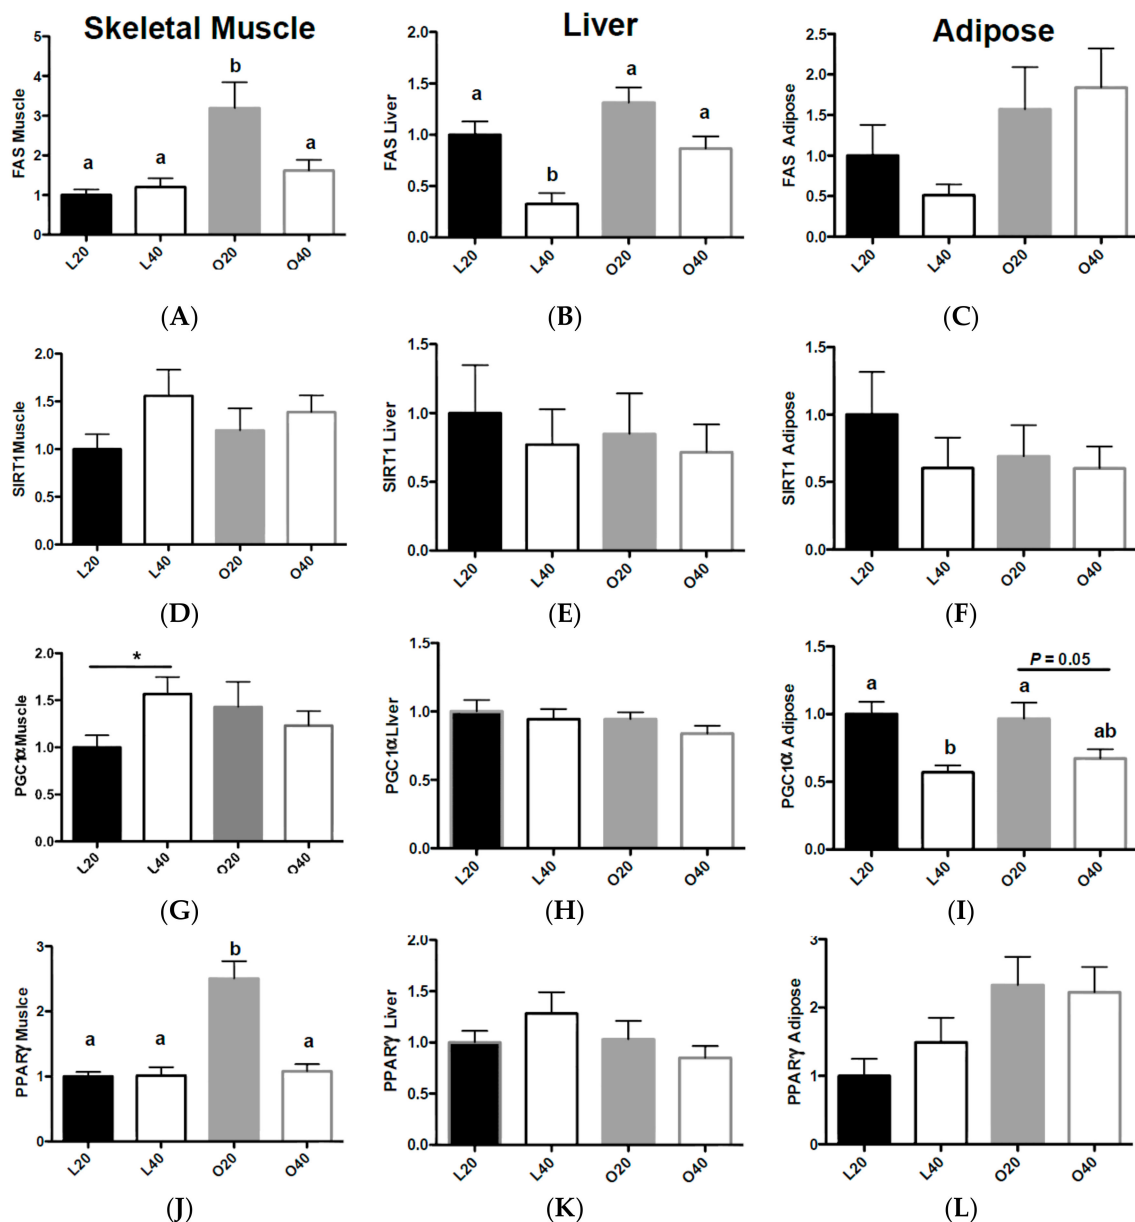 Skeletal Muscle
Liver
Adipose
FAS Muscle
5
4
3
2
1
0
a
a
b
a
L20
L40
O20
O40
(A)
FAS Liver
2.0
1.5
1.0
0.5
0.0
a
b
a
a
L20
L40
O20
O40
(B)
FAS Adipose
2.5
2.0
1.5
1.0
0.5
0.0
L20
L40
O20
O40
(C)
SIRT1Muscle
2.0
1.5
1.0
0.5
0.0
L20
L40
O20
O40
(D)
SIRT1 Liver
1.5
1.0
0.5
0.0
L20
L40
O20
O40
(E)
SIRT1 Adipose
1.5
1.0
0.5
0.0
L20
L40
O20
O40
(F)
PGC1αMuscle
2.0
1.5
1.0
0.5
0.0
*
L20
L40
O20
O40
(G)
PGC1αLiver
1.5
1.0
0.5
0.0
L20
L40
O20
O40
(H)
PGC1α Adipose
1.5
1.0
0.5
0.0
P = 0.05
a
b
a
ab
L20
L40
O20
O40
(I)
PPARγ Muslce
3
2
1
0
a
a
b
a
L20
L40
O20
O40
(J)
PPARγ Liver
2.0
1.5
1.0
0.5
0.0
L20
L40
O20
O40
(K)
PPARγ Adipose
3
2
1
0
L20
L40
O20
O40
(L)